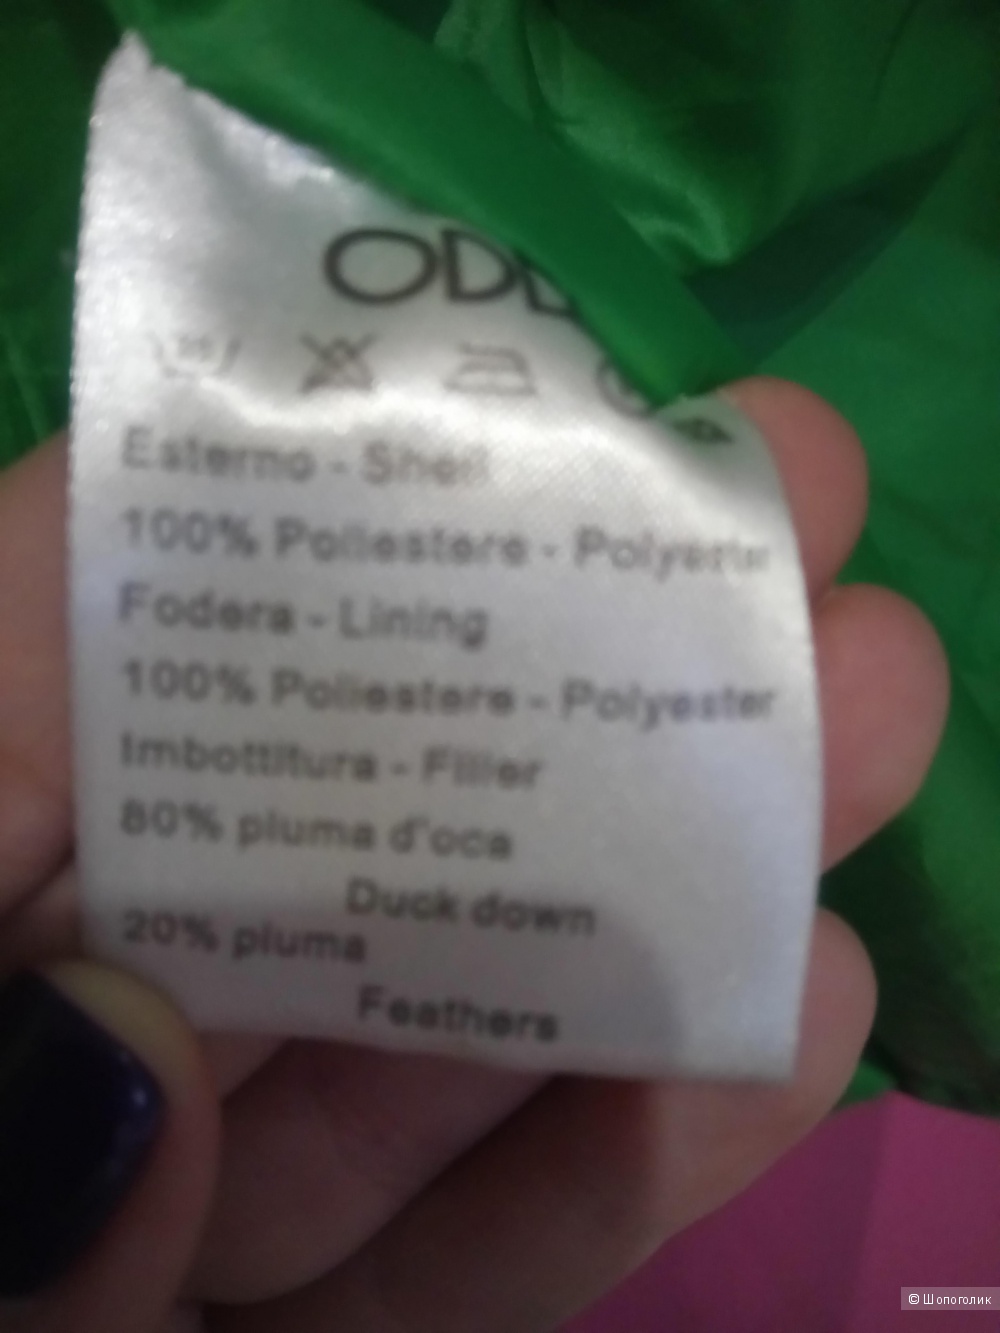 Esterno - Shell
100% Poliestere - Polyester
Fodera - Lining
100% Poliestere - Polyester
Imbottitura - Filler
80% piuma d'oca
Duck down
20% piuma
Feathers
© Шопоголик